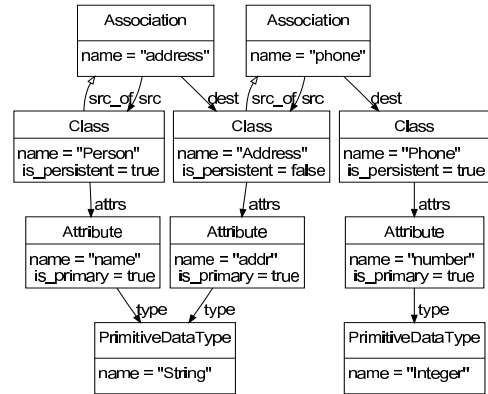 Association
name = "address"
Association
name = "phone"
src_of
src
dest
src_of
src
dest
Class
name = "Person"
is_persistent = true
Class
name = "Address"
is_persistent = false
Class
name = "Phone"
is_persistent = true
attrs
attrs
attrs
Attribute
name = "name"
is_primary = true
Attribute
name = "addr"
is_primary = true
Attribute
name = "number"
is_primary = true
type
type
type
PrimitiveDataType
name = "String"
PrimitiveDataType
name = "Integer"